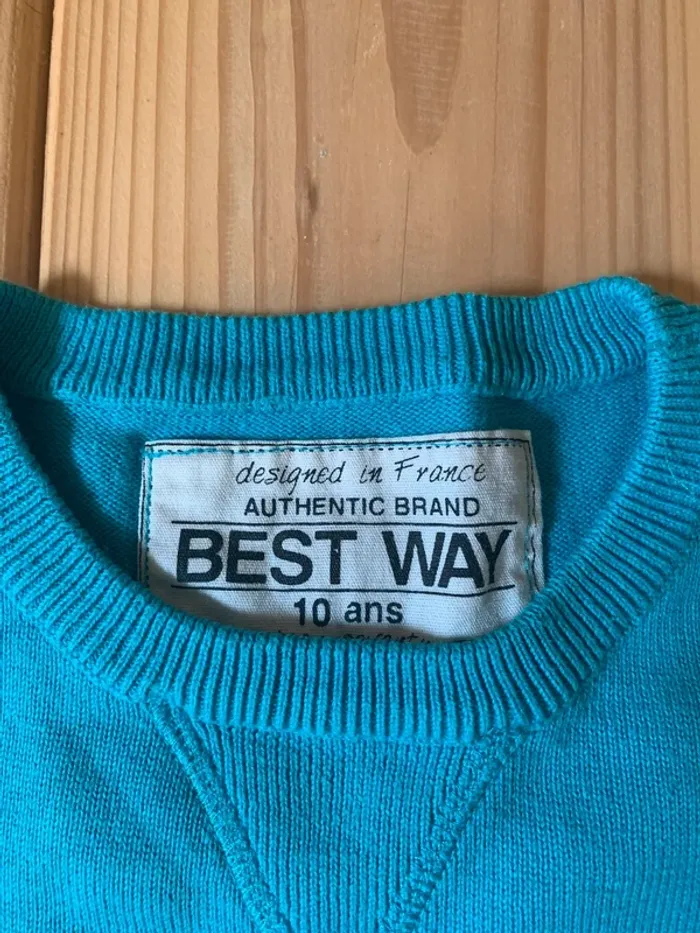 designed in France
AUTHENTIC BRAND
BEST WAY
10 ans